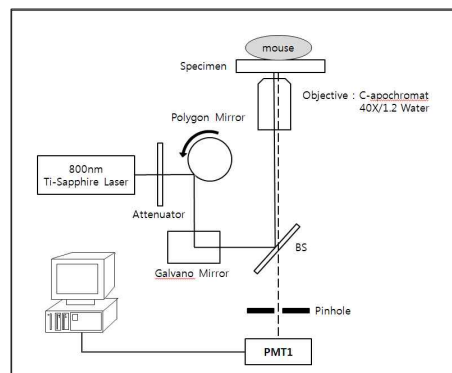 mouse
Specimen
Objective : C-apochromat
40X/1.2 Water
Polygon Mirror
800nm
Ti-Sapphire Laser
Attenuator
BS
Galvano Mirror
Pinhole
PMT1